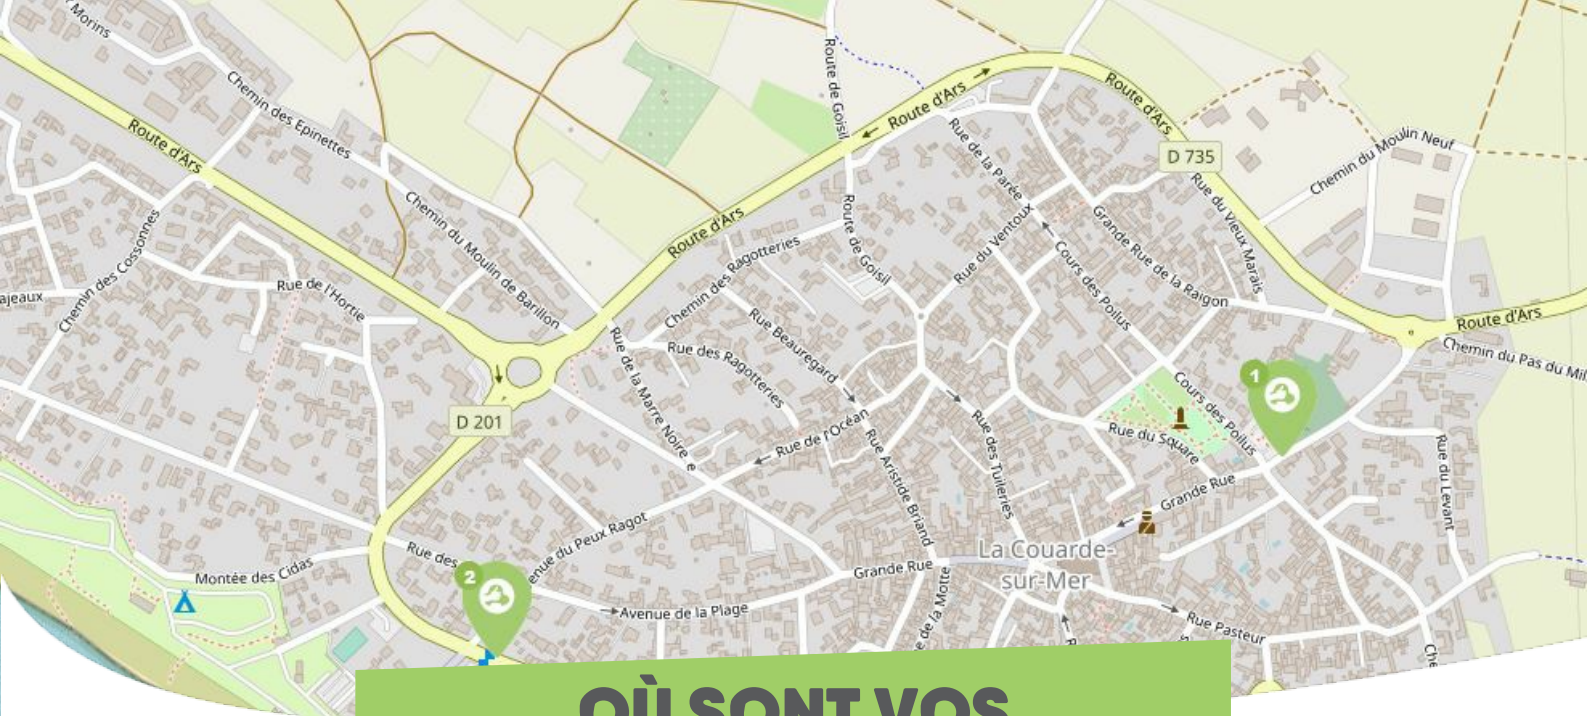 Morins
Chemin des Epinettes
Route d'Ars
Route de Goisil
Route d'Ars
Route d'Ars
D 735
Chemin du Moulin Neuf
Rue de la Parée
Rue du Vieux Marais
Chemin du Moulin de Barillon
Route d'Ars
Route de Goisil
Rue du Ventoux
Grande Rue de la Raigon
Cours des Poilus
Chemin des Cossonnes
Chemin des Ragotteries
Rue de l'Hortie
ajeaux
Rue Beauregard
Route d'Ars
Chemin du Pas du Mil
Rue de la Marre Noire
Rue des Ragotteries
1
Cours des Poilus
D 201
Rue de l'Océan
Rue des Tuileries
Rue du Square
Rue Aristide Briand
Rue du Levant
Grande Rue
enue du Peux Ragot
Rue des
La Couarde-
sur-Mer
Montée des Cidas
2
Grande Rue
Avenue de la Plage
e de la Motte
Rue Pasteur
R
s
Che
OÙ SONT VOS